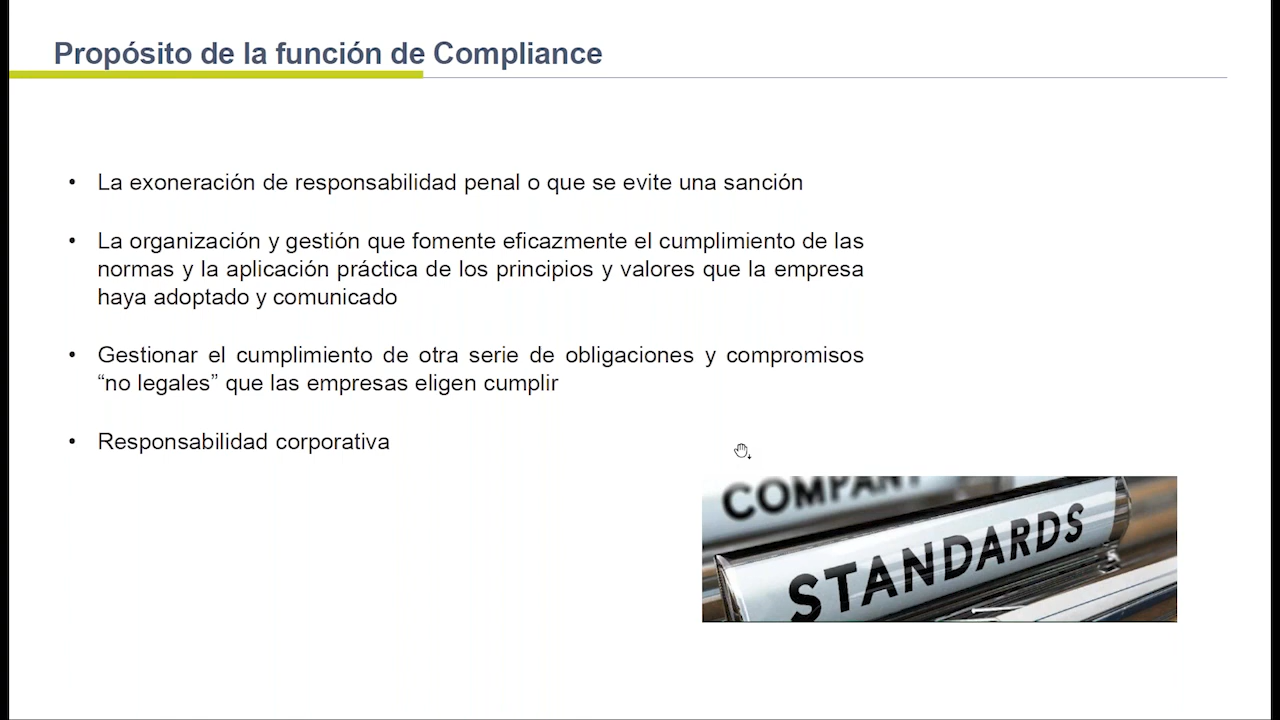 Propósito de la función de Compliance
• La exoneración de responsabilidad penal o que se evite una sanción
• La organización y gestión que fomente eficazmente el cumplimiento de las
normas y la aplicación práctica de los principios y valores que la empresa
haya adoptado y comunicado
• Gestionar el cumplimiento de otra serie de obligaciones y compromisos
“no legales” que las empresas eligen cumplir
• Responsabilidad corporativa
COMPANY
STANDARDS